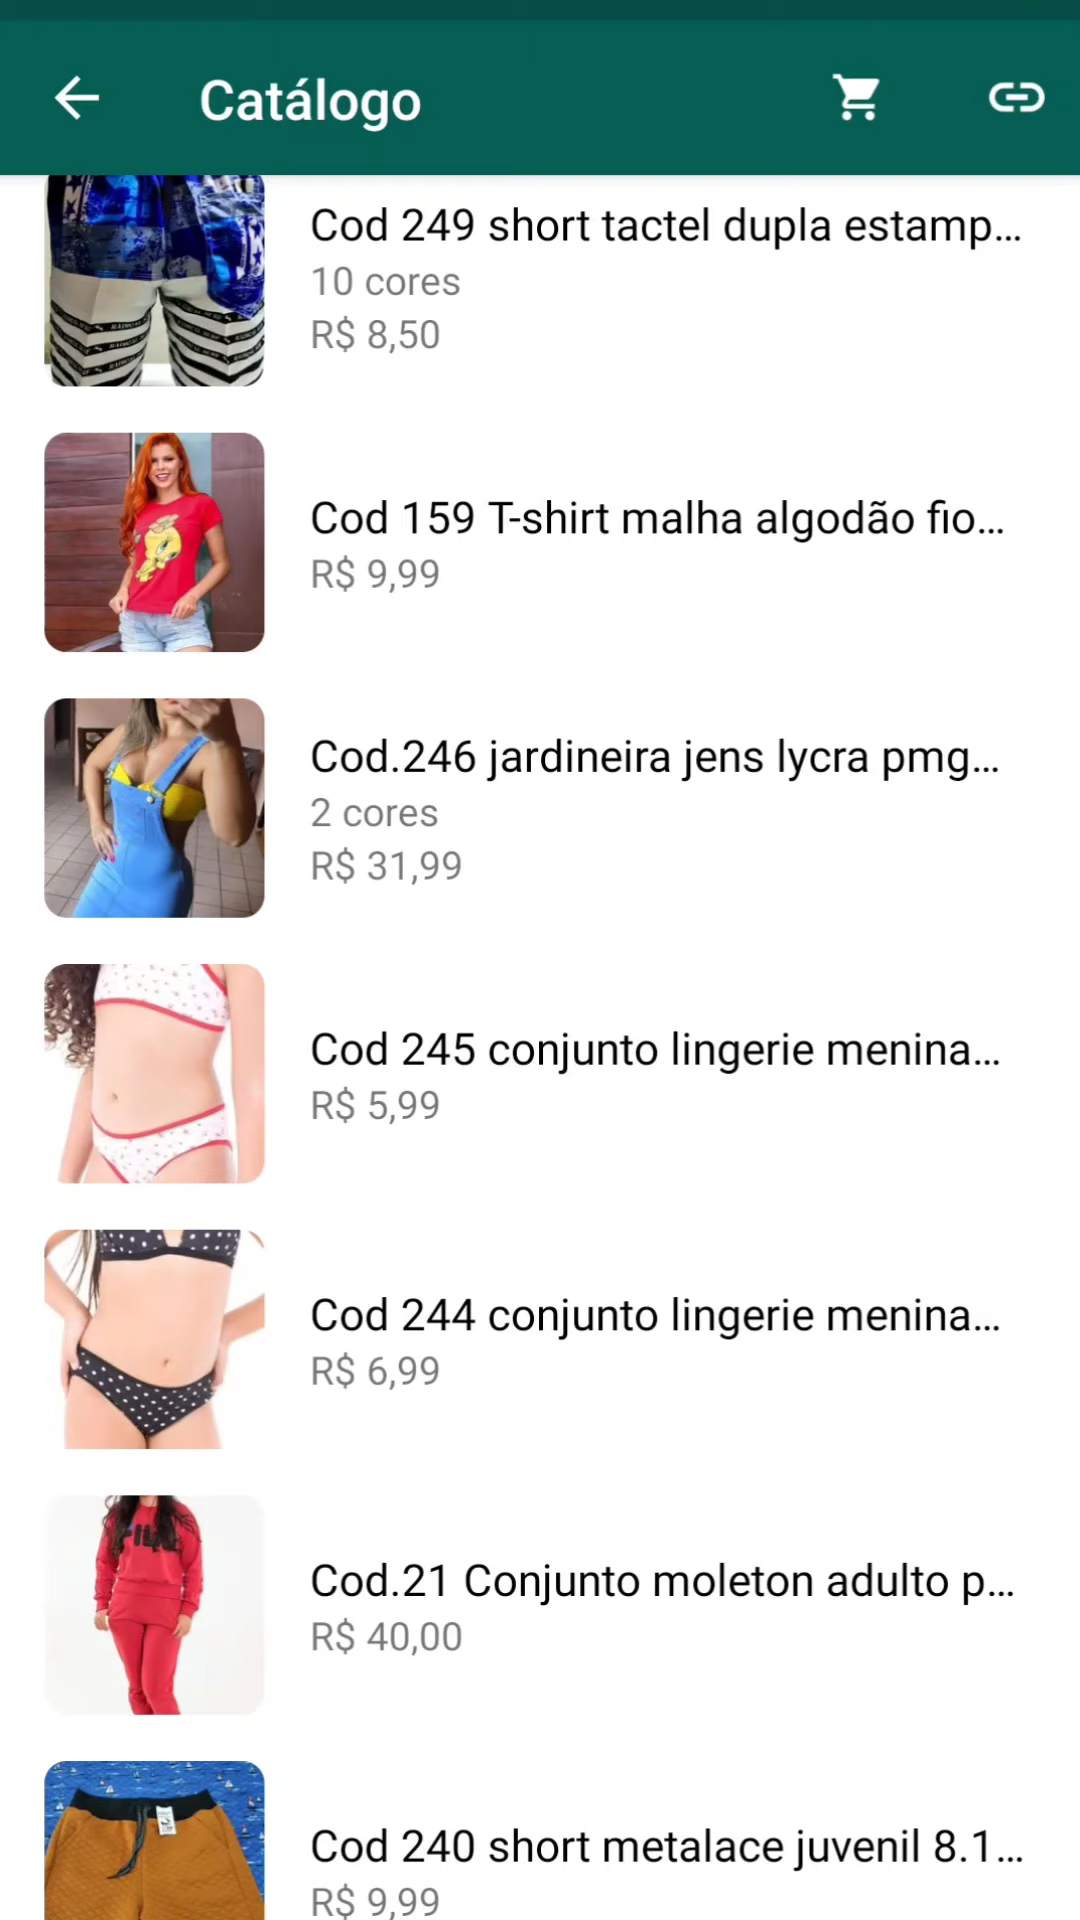 Catálogo
Cod 249 short tactel dupla estamp...
10 cores
R$ 8,50
Cod 159 T-shirt malha algodão fio...
R$ 9,99
Cod.246 jardineira jens lycra pmg...
2 cores
R$ 31,99
Cod 245 conjunto lingerie menina...
R$ 5,99
Cod 244 conjunto lingerie menina...
R$ 6,99
Cod.21 Conjunto moleton adulto p...
R$ 40,00
Cod 240 short metalace juvenil 8.1...
R$ 9,99